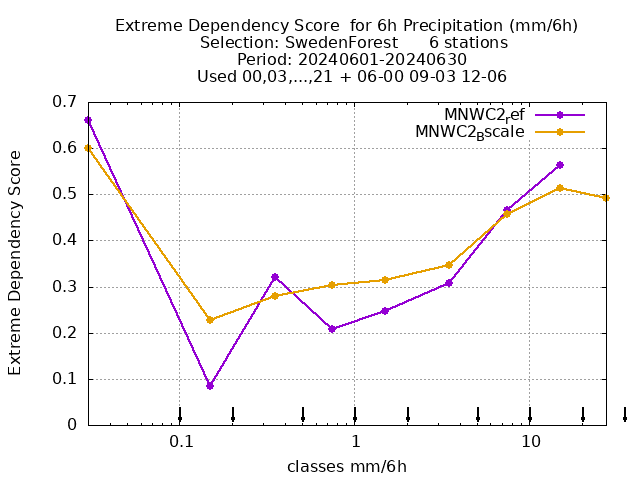 Extreme Dependency Score  for 6h Precipitation (mm/6h)
Selection: SwedenForest      6 stations
Period: 20240601-20240630
Used 00,03,...,21 + 06-00 09-03 12-06
MNWC2ref
MNWC2Bscale
0.7
0.6
0.5
0.4
0.3
0.2
0.1
0
Extreme Dependency Score
0.1 1 10
classes mm/6h